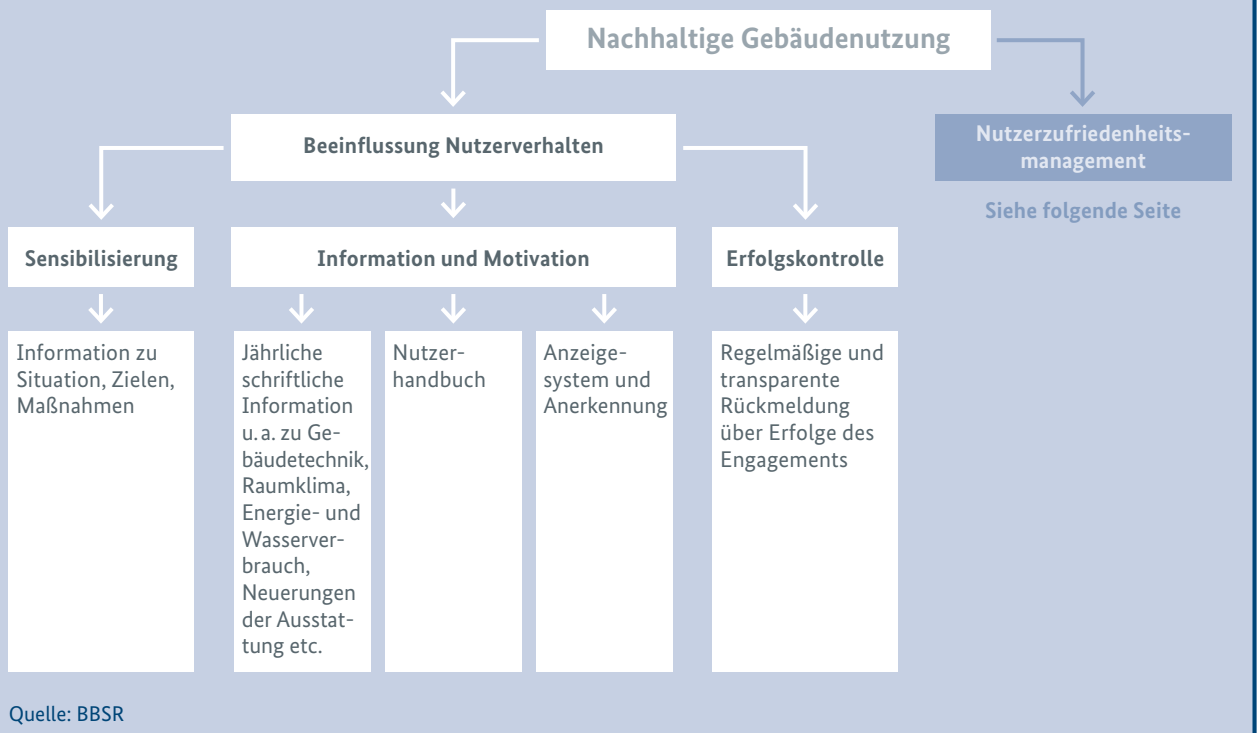 Nachhaltige Gebäudenutzung
Beeinflussung Nutzerverhalten
Nutzerzufriedenheits-
management
Siehe folgende Seite
Sensibilisierung
Information und Motivation
Erfolgskontrolle
Information zu
Situation, Zielen,
Maßnahmen
Jährliche
schriftliche
Information
u. a. zu Ge-
bäudetechnik,
Raumklima,
Energie- und
Wasserver-
brauch,
Neuerungen
der Ausstat-
tung etc.
Nutzer-
handbuch
Anzeige-
system und
Anerkennung
Regelmäßige und
transparente
Rückmeldung
über Erfolge des
Engagements
Quelle: BBSR